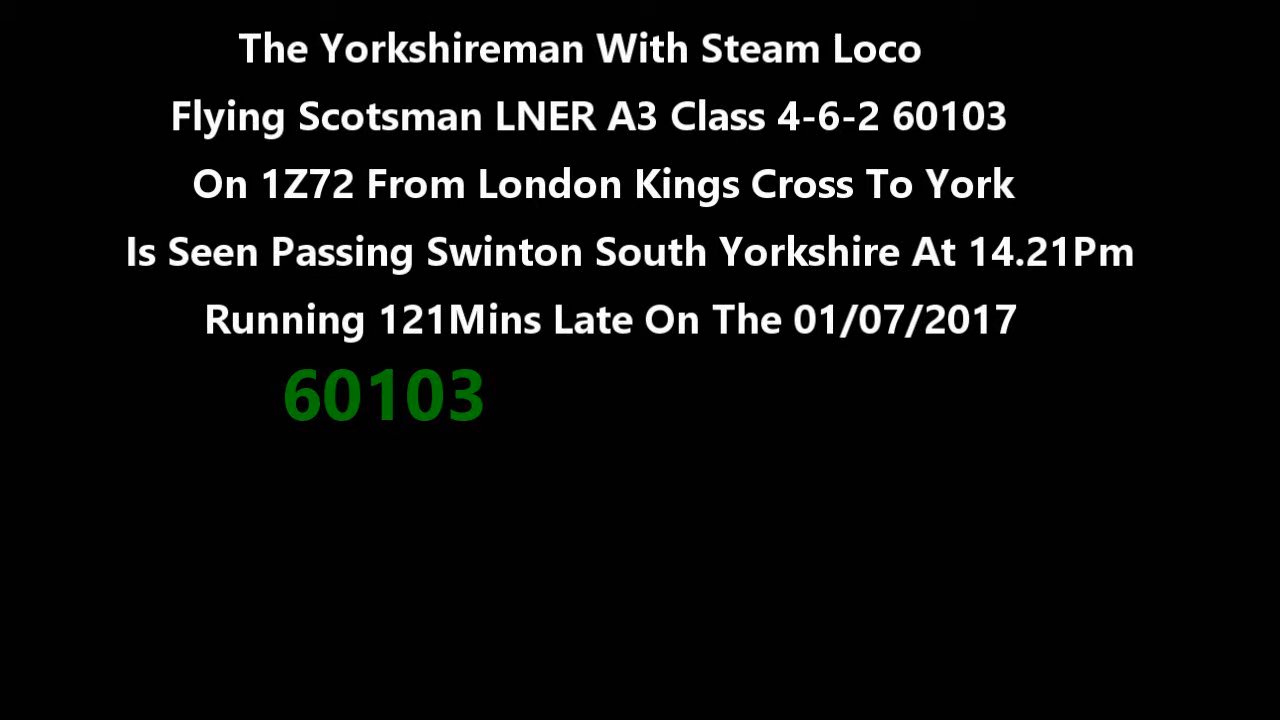 The Yorkshireman With Steam Loco
Flying Scotsman LNER A3 Class 4-6-2 60103
On 1Z72 From London Kings Cross To York
Is Seen Passing Swinton South Yorkshire At 14.21Pm
Running 121Mins Late On The 01/07/2017
60103